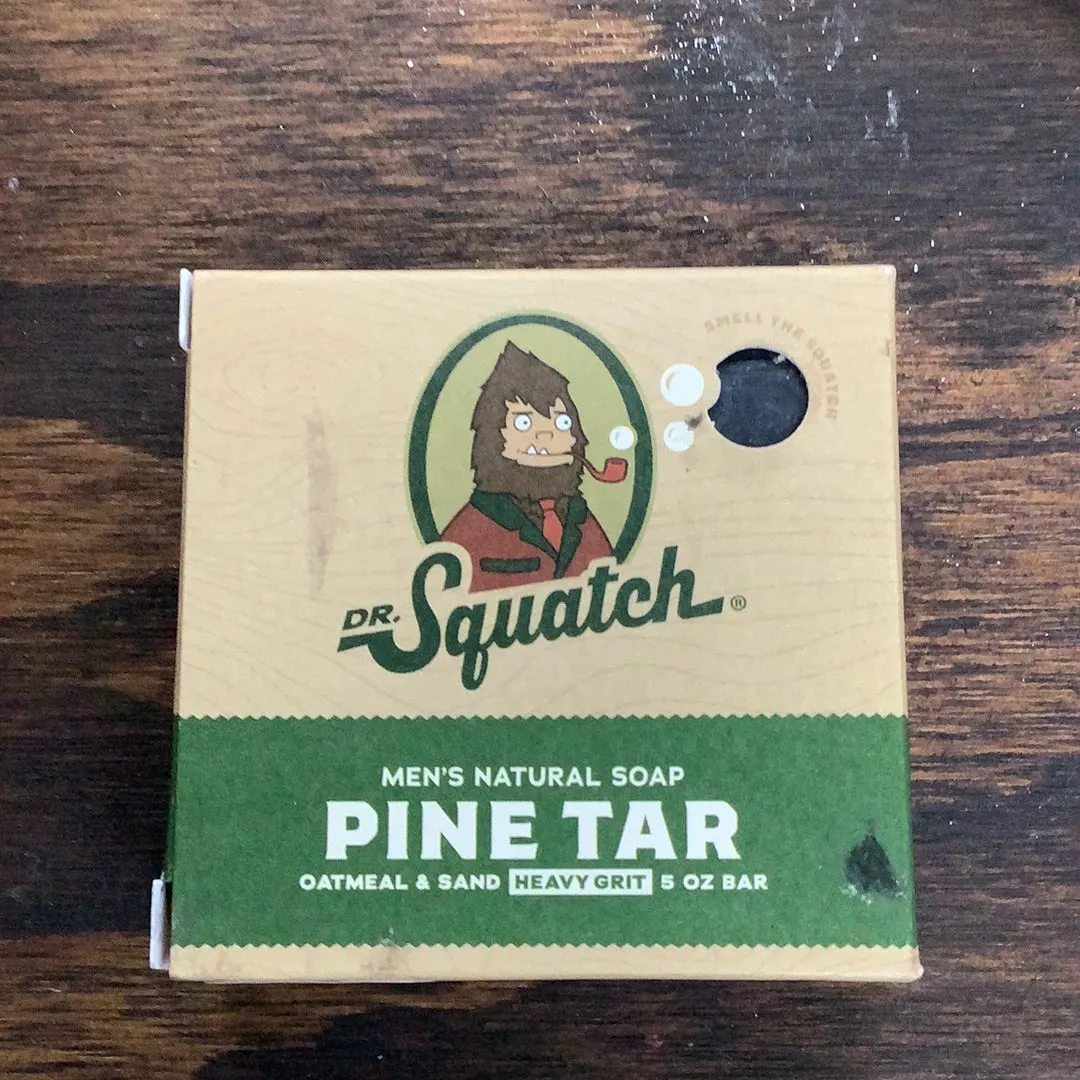 SMELL THE SQUATCH
DR. Squatch®
MEN'S NATURAL SOAP
PINE TAR
OATMEAL & SAND HEAVY GRIT 5 OZ BAR